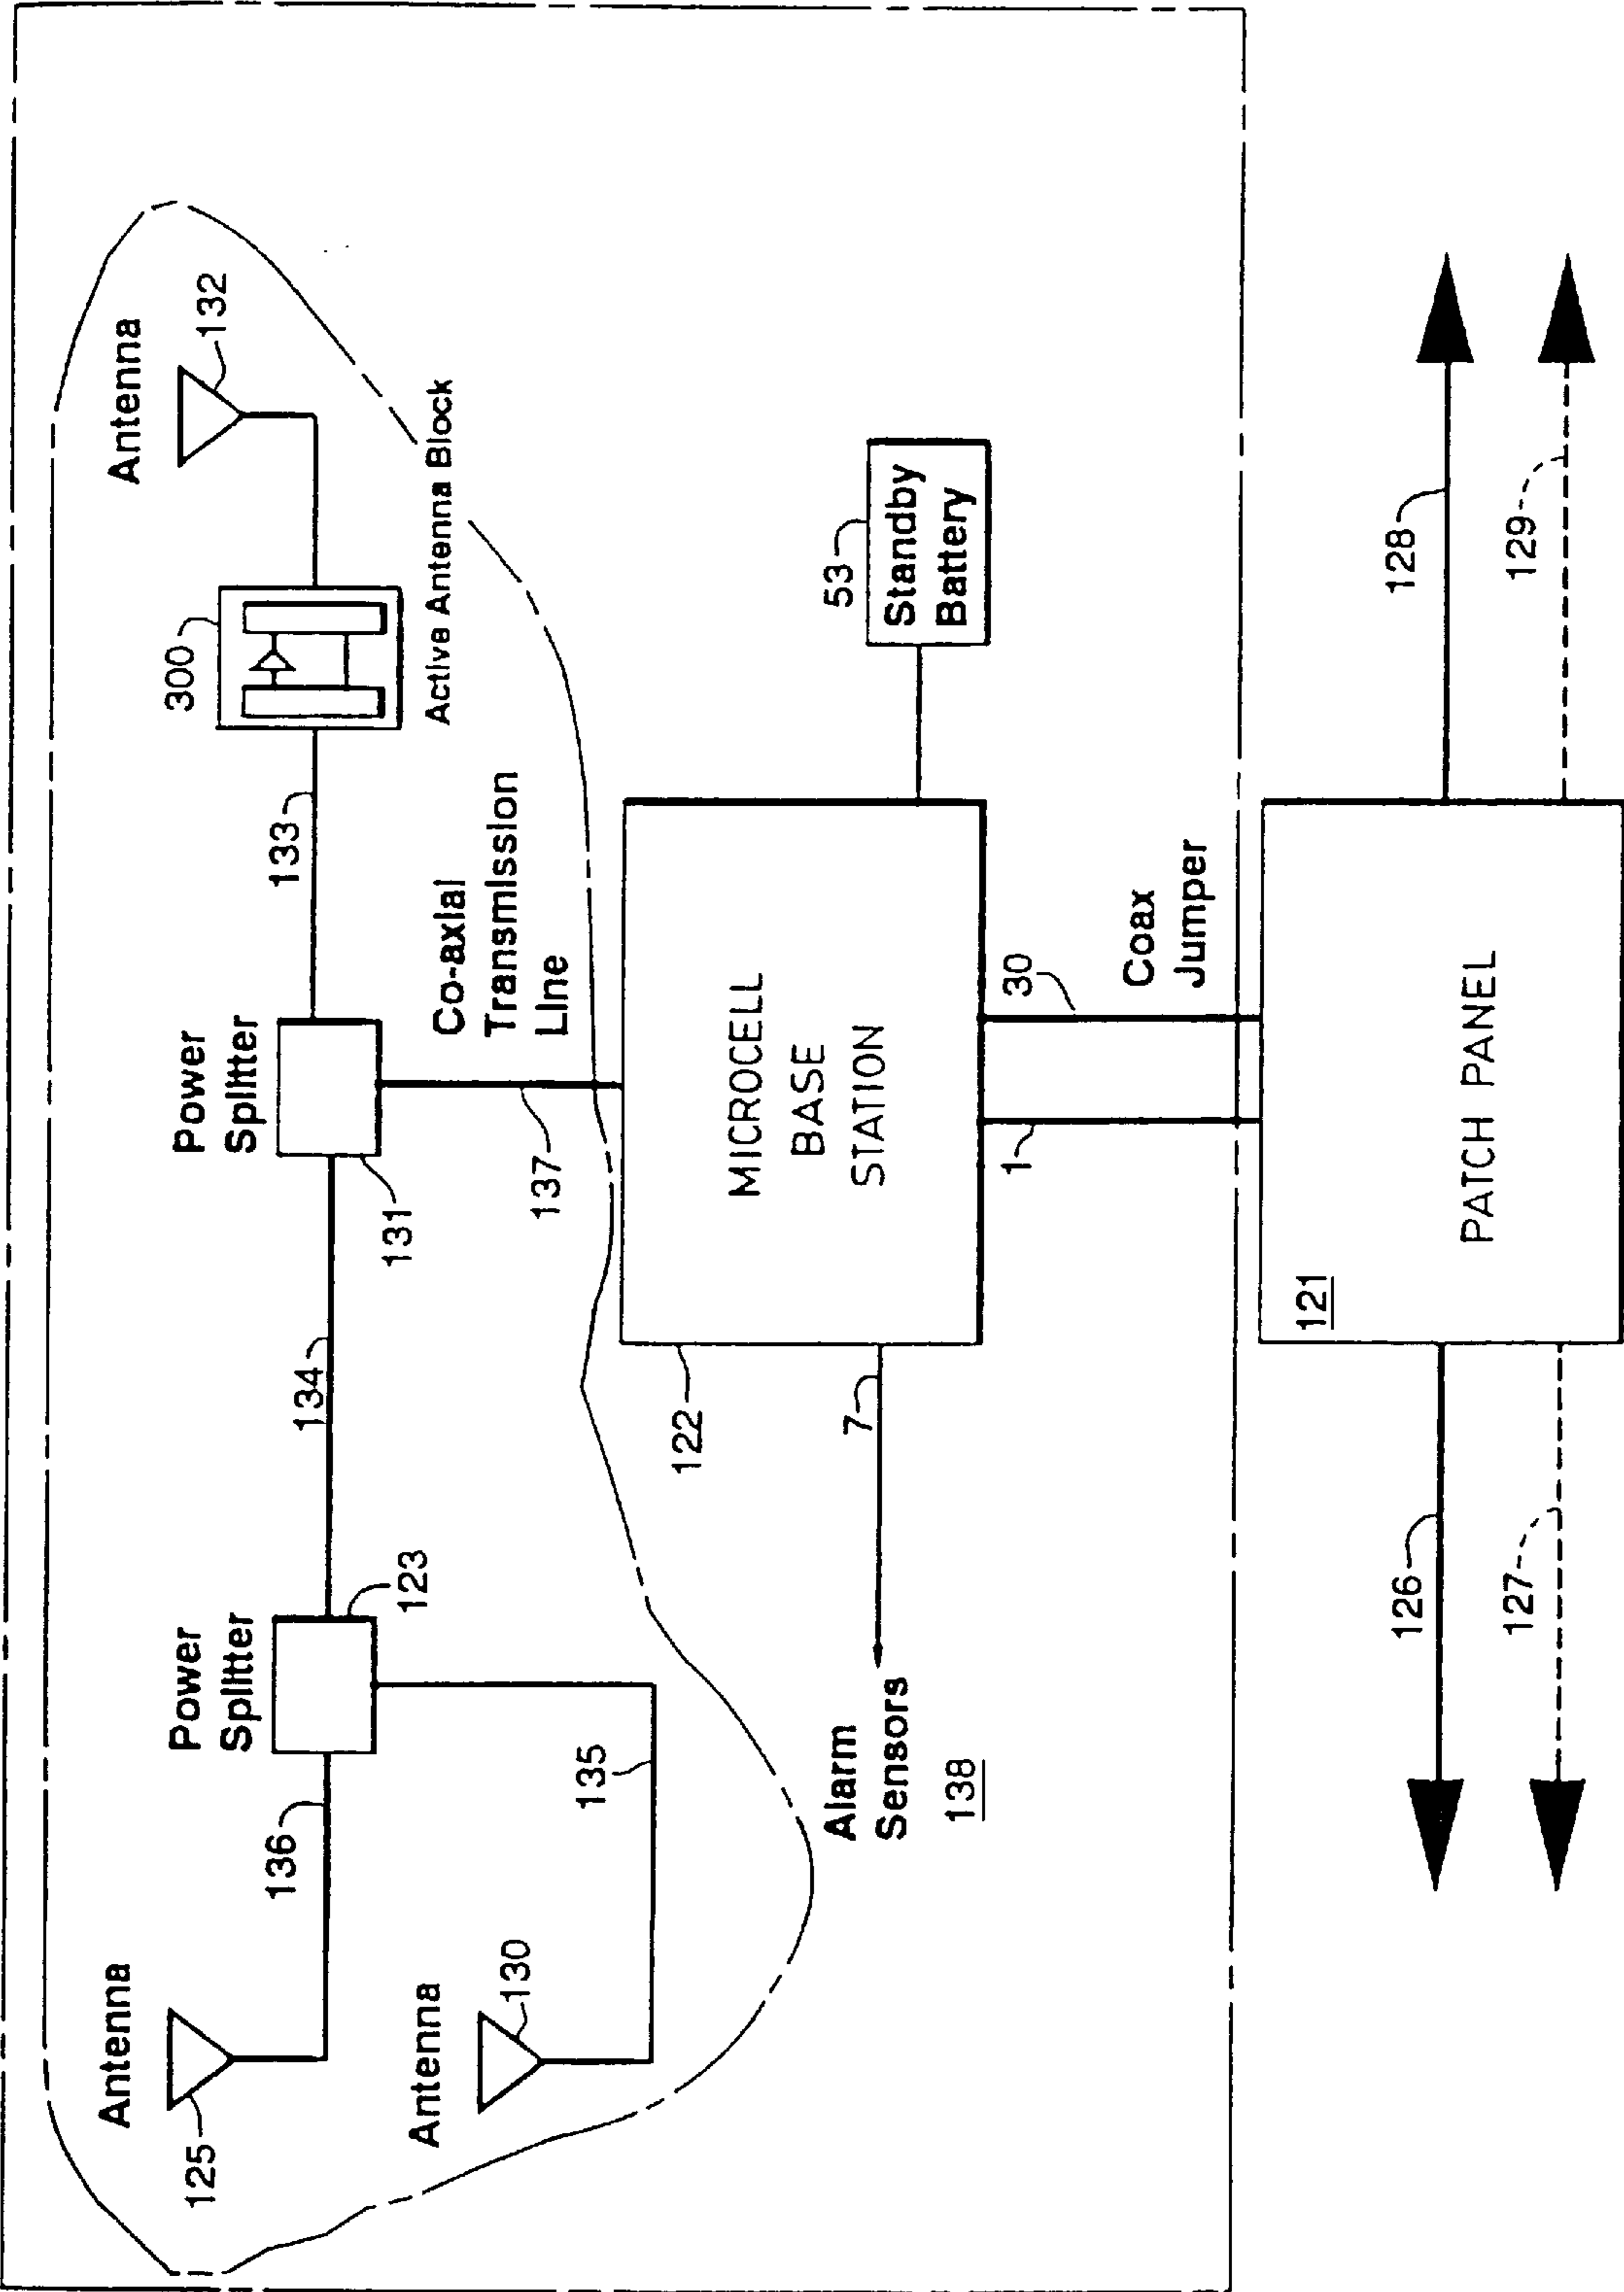 Antenna
125
Antenna
130
136
135
Power
Splitter
123
134
Power
Splitter
131
Co-axial
Transmission
Line
137
133
300
Active Antenna Block
Antenna
132
Alarm
Sensors
138
7
122
MICROCELL
BASE
STATION
53
Standby
Battery
1
30
Coax
Jumper
121
PATCH PANEL
126
127
128
129